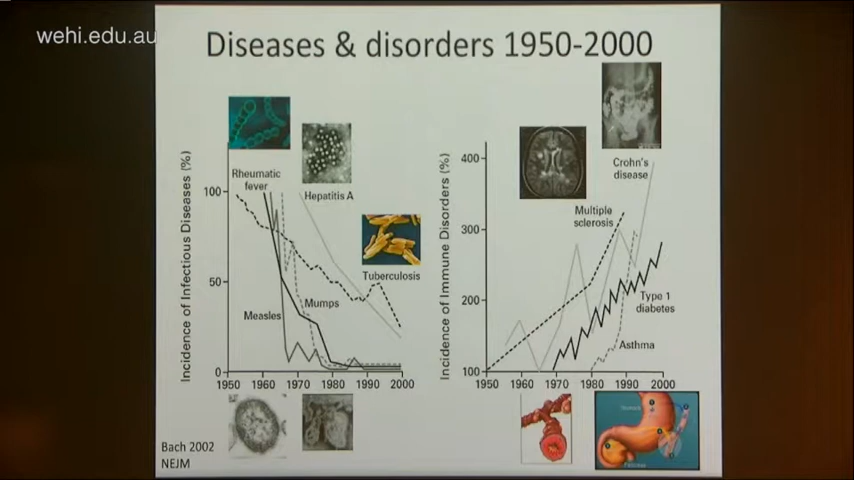 wehi.edu.au
Diseases & disorders 1950-2000
Incidence of Infectious Diseases (%)
100
50
0
1950 1960 1970 1980 1990 2000
Rheumatic
fever
Hepatitis A
Tuberculosis
Mumps
Measles
Incidence of Immune Disorders (%)
400
300
200
100
1950 1960 1970 1980 1990 2000
Crohn's
disease
Multiple
sclerosis
Type 1
diabetes
Asthma
Bach 2002
NEJM